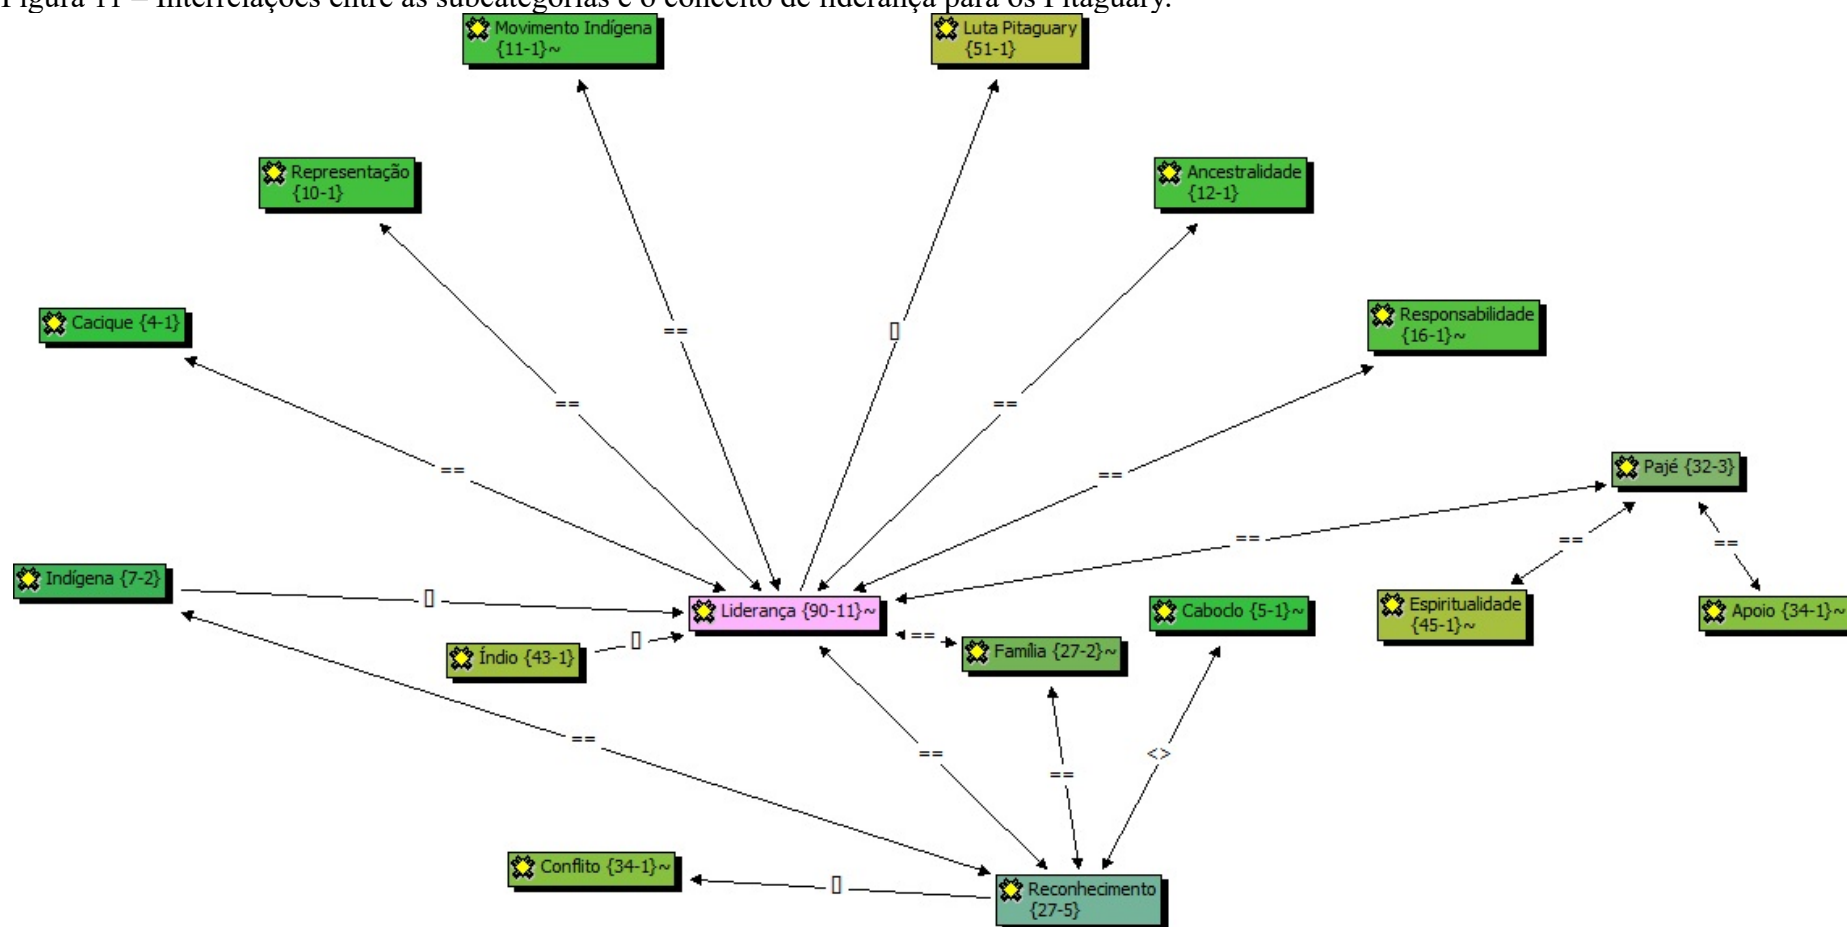 Figura 11 – Interrelações entre as subcategorias e o conceito de liderança para os Pitaguary.
Movimento Indígena
{11-1}~
Luta Pitaguary
{51-1}
Representação
{10-1}
Ancestralidade
{12-1}
Cacique {4-1}
Responsabilidade
{16-1}~
==
[]
==
==
==
==
Pajé {32-3}
==
==
==
Indígena {7-2}
[]
Liderança {90-11}~
Caboclo {5-1}~
Espiritualidade
{45-1}~
Apoio {34-1}~
Índio {43-1}
[]
==
Família {27-2}~
==
==
==
<>
Conflito {34-1}~
[]
Reconhecimento
{27-5}